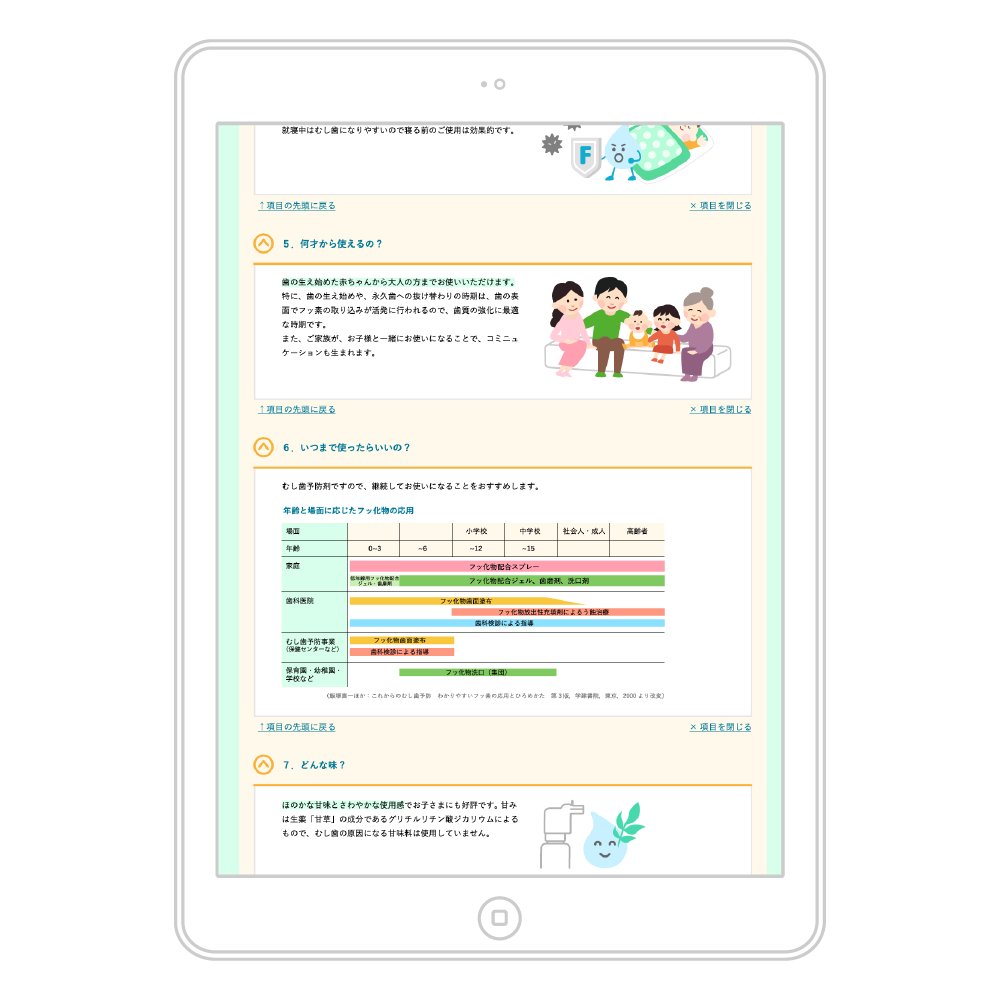 就寝中はむし歯になりやすいので寝る前のご使用は効果的です。
F
↑項目の先頭に戻る
× 項目を閉じる
5. 何才から使えるの？
歯の生え始めた赤ちゃんから大人の方までお使いいただけます。
特に、歯の生え始めや、永久歯への抜け替わりの時期は、歯の表
面でフッ素の取り込みが活発に行われるので、歯質の強化に最適
な時期です。
また、ご家族が、お子様と一緒にお使いになることで、コミニュ
ケーションも生まれます。
↑項目の先頭に戻る
× 項目を閉じる
6. いつまで使ったらいいの？
むし歯予防剤ですので、継続してお使いになることをおすすめします。
年齢と場面に応じたフッ化物の応用
場面 小学校 中学校 社会人・成人 高齢者
年齢 0~3 ~6 ~12 ~15
家庭
フッ化物配合スプレー
低年齢用フッ化物配合
ジェル・歯磨剤
フッ化物配合ジェル、歯磨剤、洗口剤
歯科医院
フッ化物歯面塗布
フッ化物放出性充填剤によるう蝕治療
歯科検診による指導
むし歯予防事業
（保健センターなど）
フッ化物歯面塗布
歯科検診による指導
保育園・幼稚園・
学校など
フッ化物洗口（集団）
（飯塚喜一ほか：これからのむし歯予防 わかりやすいフッ素の応用とひろめかた 第3版, 学建書院, 東京, 2000より改変）
↑項目の先頭に戻る
× 項目を閉じる
7. どんな味？
ほのかな甘味とさわやかな使用感でお子さまにも好評です。甘み
は生薬「甘草」の成分であるグリチルリチン酸ジカリウムによる
もので、むし歯の原因になる甘味料は使用していません。